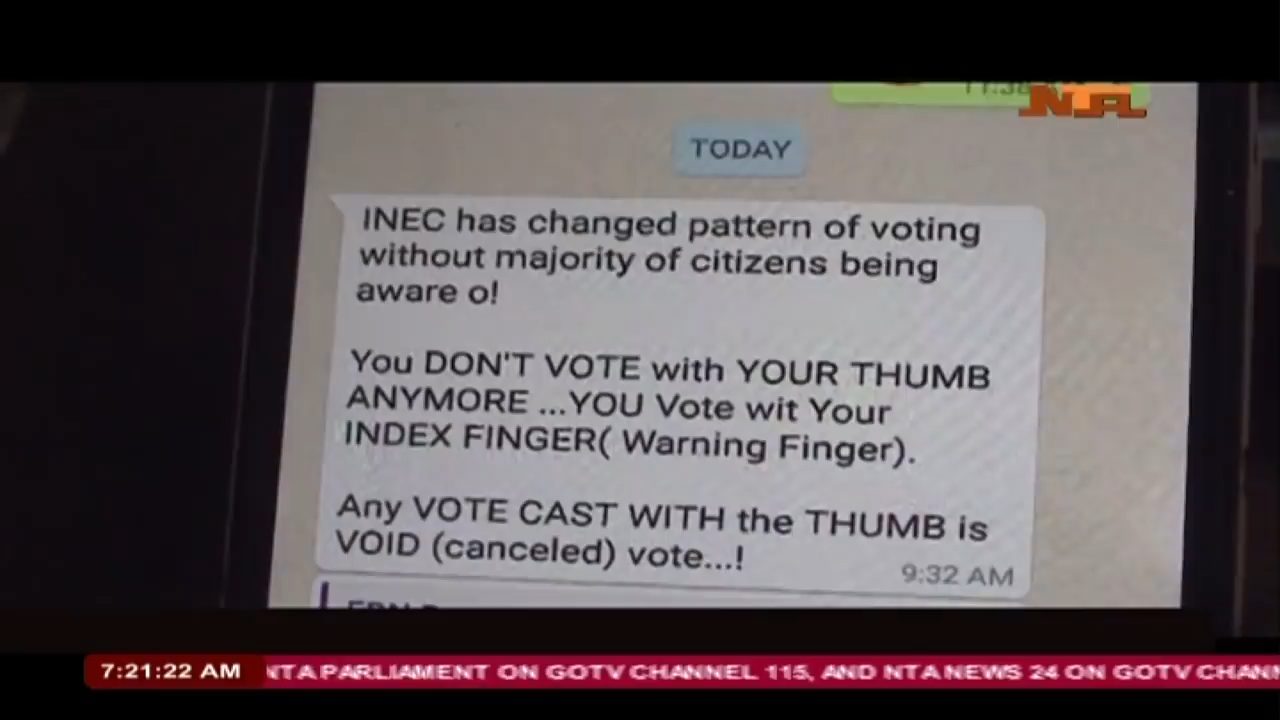 NTA
TODAY
INEC has changed pattern of voting
without majority of citizens being
aware o!
You DON'T VOTE with YOUR THUMB
ANYMORE ...YOU Vote wit Your
INDEX FINGER( Warning Finger).
Any VOTE CAST WITH the THUMB is
VOID (canceled) vote...!
9:32 AM
7:21:22 AM
NTA PARLIAMENT ON GOTV CHANNEL 115, AND NTA NEWS 24 ON GOTV CHANN